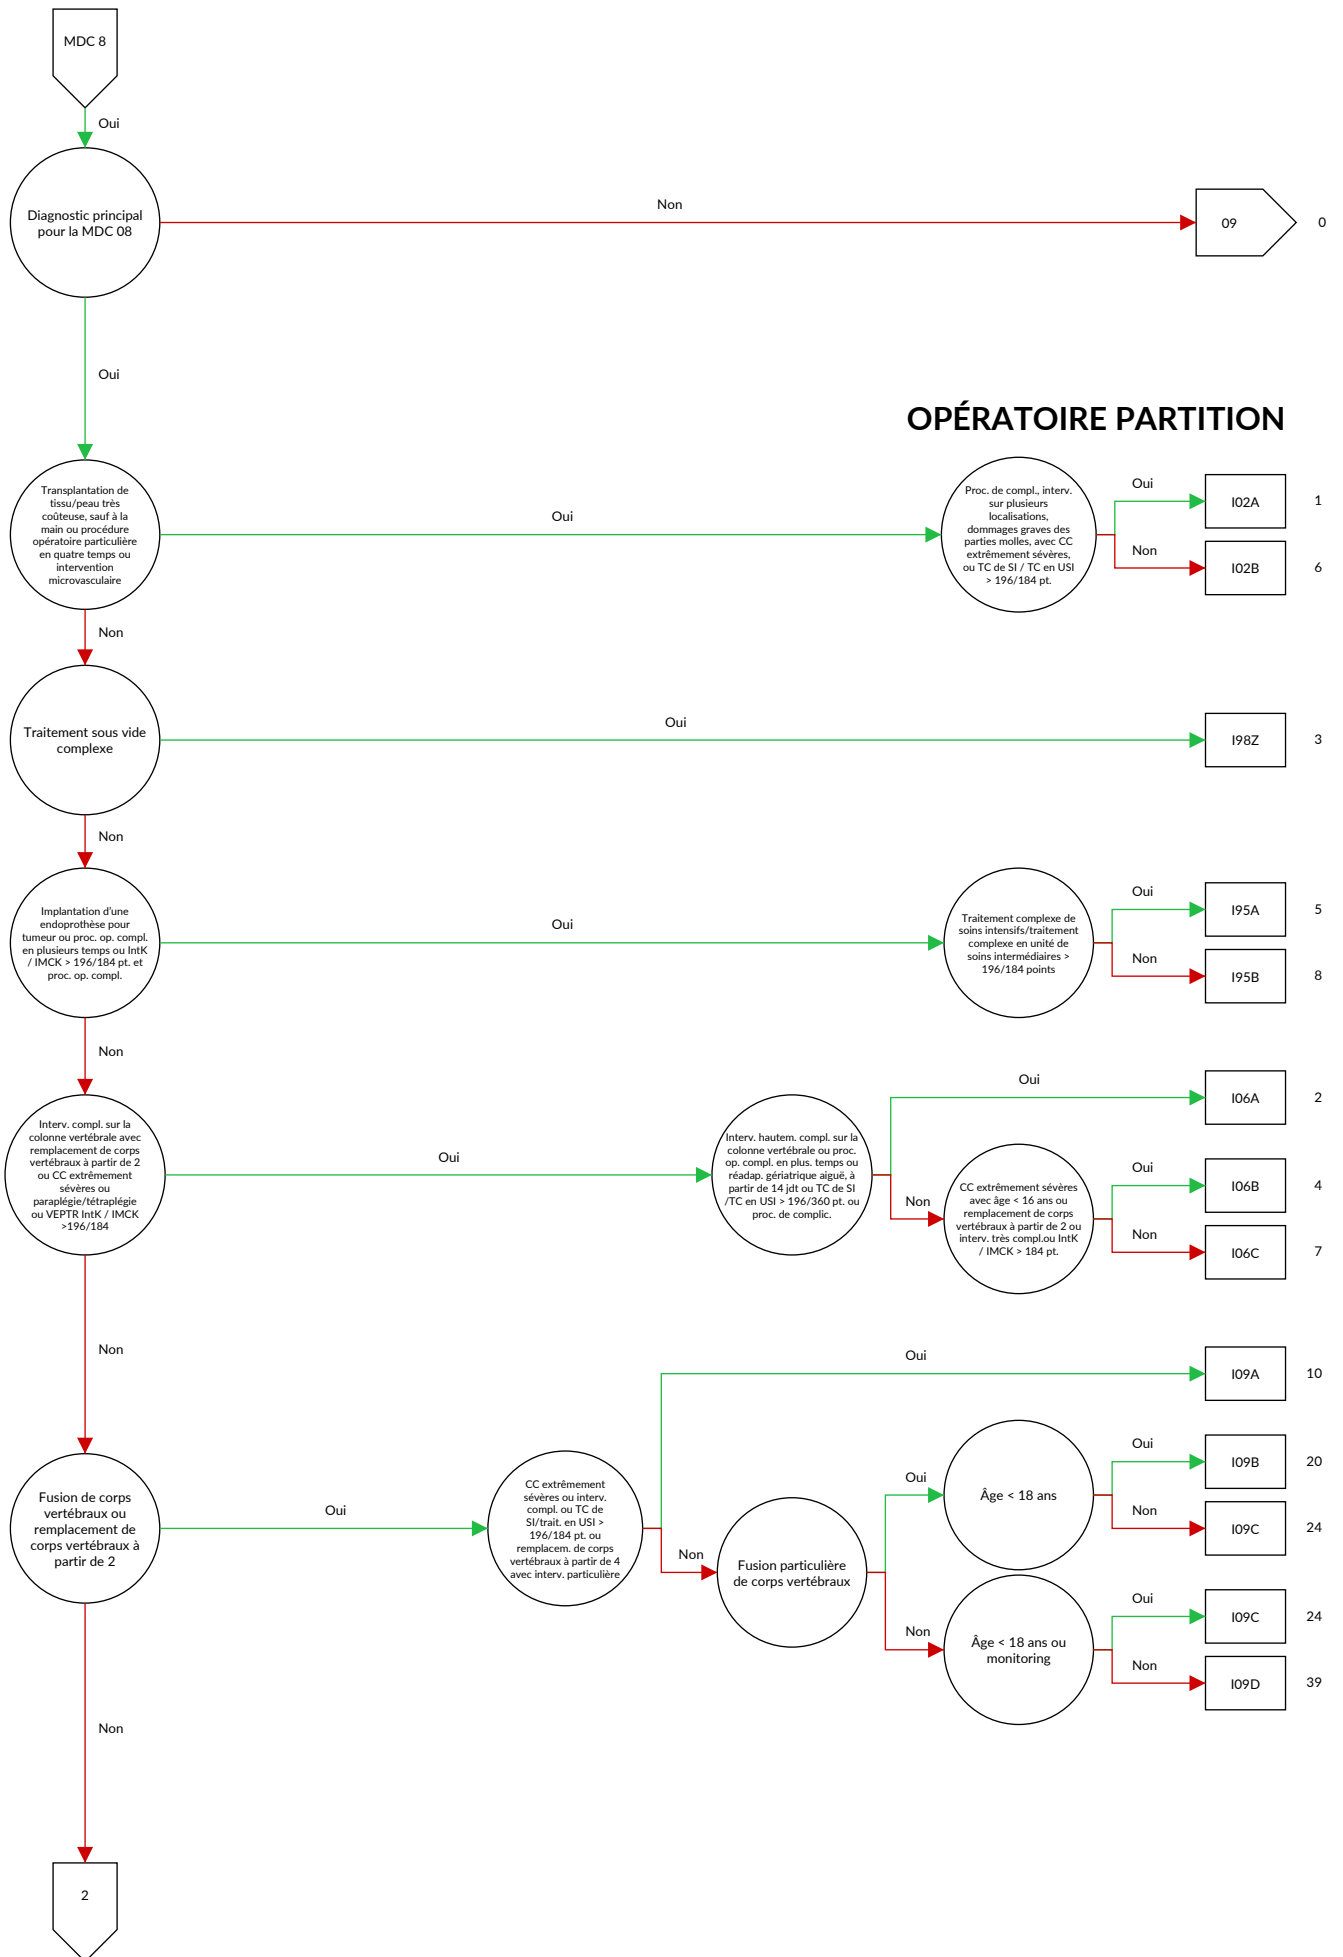 MDC 8
Oui
Diagnostic principal
pour la MDC 08
Non
09
0
Oui
OPÉRATOIRE PARTITION
Transplantation de
tissu/peau très
coûteuse, sauf à la
main ou procédure
opératoire particulière
en quatre temps ou
intervention
microvasculaire
Oui
Proc. de compl., interv.
sur plusieurs
localisations,
dommages graves des
parties molles, avec CC
extrêmement sévères,
ou TC de SI / TC en USI
> 196/184 pt.
Oui
I02A
1
Non
I02B
6
Non
Traitement sous vide
complexe
Oui
I98Z
3
Non
Implantation d'une
endoprothèse pour
tumeur ou proc. op. compl.
en plusieurs temps ou IntK
/ IMCK > 196/184 pt. et
proc. op. compl.
Oui
Traitement complexe de
soins intensifs/traitement
complexe en unité de
soins intermédiaires >
196/184 points
Oui
I95A
5
Non
I95B
8
Non
Interv. compl. sur la
colonne vertébrale avec
remplacement de corps
vertébraux à partir de 2
ou CC extrêmement
sévères ou
paraplégie/tétraplégie
ou VEPTR IntK / IMCK
>196/184
Oui
Interv. hautem. compl. sur la
colonne vertébrale ou proc.
op. compl. en plus. temps ou
réadap. gériatrique aiguë, à
partir de 14 jdt ou TC de SI
/TC en USI > 196/360 pt. ou
proc. de complic.
Oui
I06A
2
Non
CC extrêmement sévères
avec âge < 16 ans ou
remplacement de corps
vertébraux à partir de 2 ou
interv. très compl.ou IntK
/ IMCK > 184 pt.
Oui
I06B
4
Non
I06C
7
Non
Fusion de corps
vertébraux ou
remplacement de
corps vertébraux à
partir de 2
Oui
CC extrêmement
sévères ou interv.
compl. ou TC de
SI/trait. en USI >
196/184 pt. ou
remplacem. de corps
vertébraux à partir de 4
avec interv. particulière
Oui
I09A
10
Non
Fusion particulière
de corps vertébraux
Oui
Âge < 18 ans
Oui
I09B
20
Non
I09C
24
Non
Âge < 18 ans ou
monitoring
Oui
I09C
24
Non
I09D
39
Non
2